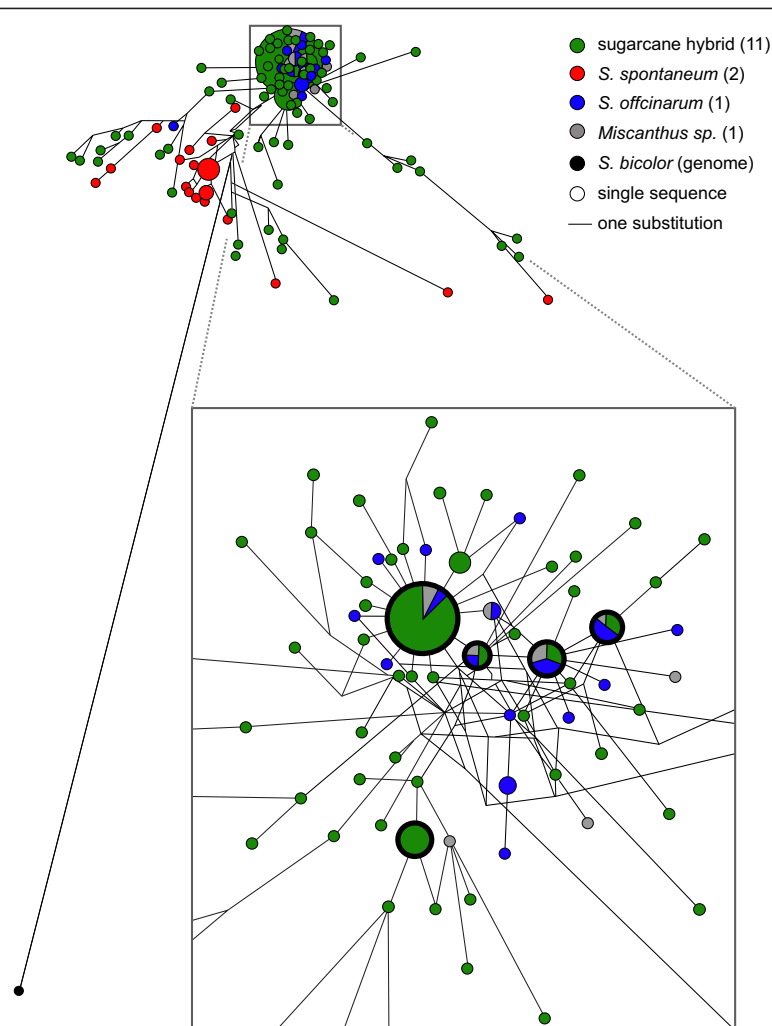 sugarcane hybrid (11)
S. spontaneum (2)
S. offcinarum (1)
Miscanthus sp. (1)
S. bicolor (genome)
single sequence
one substitution